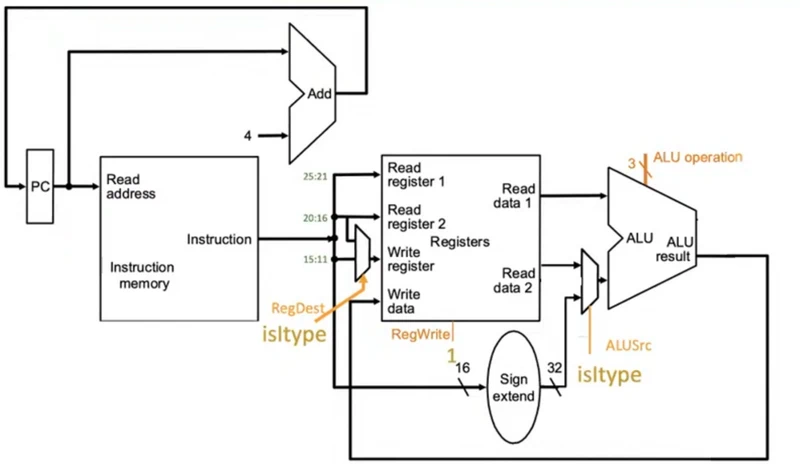 Add
4
PC
Read
address
Instruction
Instruction
memory
25:21
20:16
15:11
Read
register 1
Read
register 2
Write
register
Write
data
Registers
Read
data 1
Read
data 2
RegDest
isItype
RegWrite
1
16
Sign
extend
32
3
ALU operation
ALU
ALU
result
ALUSrc
isItype